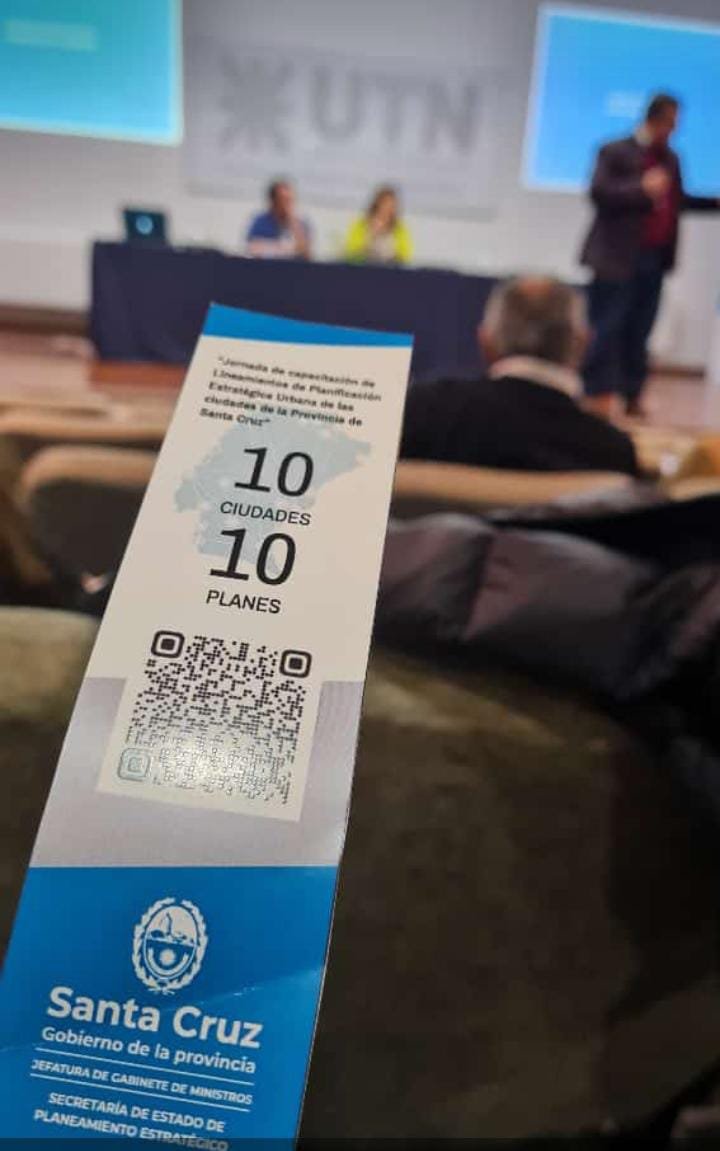 UTN
"Jornada de capacitación de
Lineamientos de Planificación
Estratégica Urbana de las
ciudades de la Provincia de
Santa Cruz"
10
CIUDADES
10
PLANES
Santa Cruz
Gobierno de la provincia
JEFATURA DE GABINETE DE MINISTROS
SECRETARÍA DE ESTADO DE
PLANEAMIENTO ESTRATÉGICO